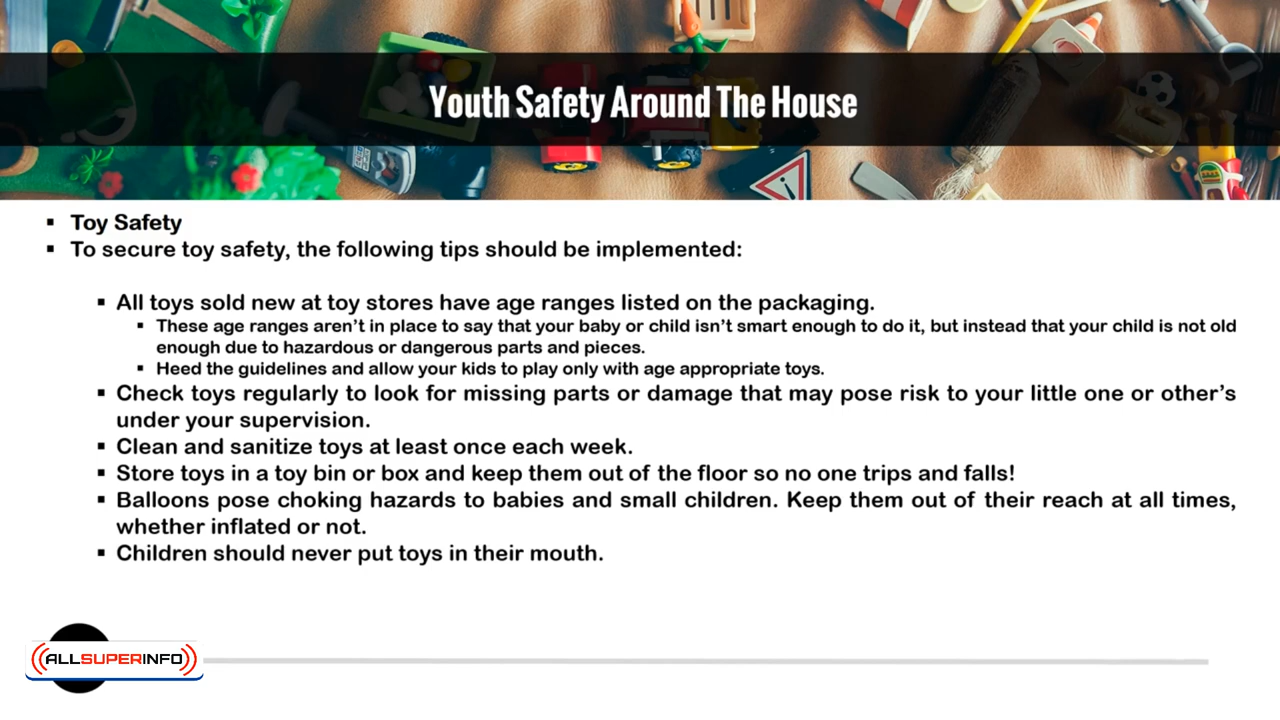 Youth Safety Around The House
▪ Toy Safety
▪ To secure toy safety, the following tips should be implemented:
▪ All toys sold new at toy stores have age ranges listed on the packaging.
▪ These age ranges aren't in place to say that your baby or child isn't smart enough to do it, but instead that your child is not old
enough due to hazardous or dangerous parts and pieces.
▪ Heed the guidelines and allow your kids to play only with age appropriate toys.
▪ Check toys regularly to look for missing parts or damage that may pose risk to your little one or other's
under your supervision.
▪ Clean and sanitize toys at least once each week.
▪ Store toys in a toy bin or box and keep them out of the floor so no one trips and falls!
▪ Balloons pose choking hazards to babies and small children. Keep them out of their reach at all times,
whether inflated or not.
▪ Children should never put toys in their mouth.
ALLSUPERINFO